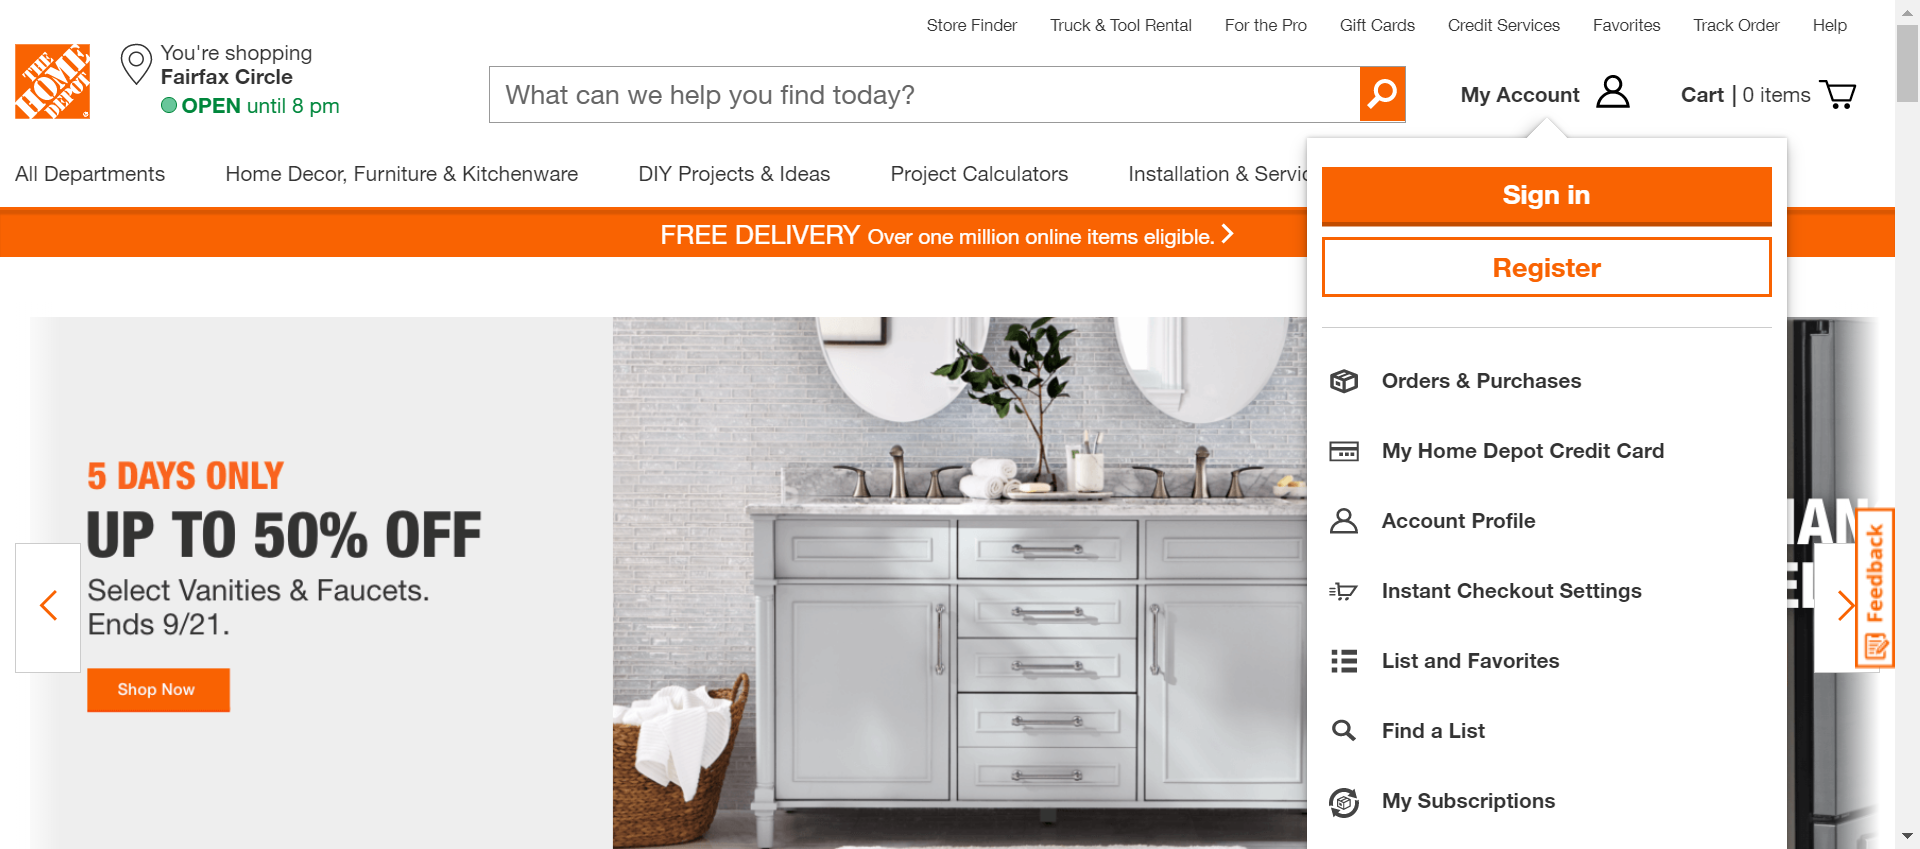 Store Finder Truck & Tool Rental For the Pro Gift Cards Credit Services Favorites Track Order Help
THE HOME DEPOT
You're shopping
Fairfax Circle
OPEN until 8 pm
What can we help you find today?
My Account
Cart | 0 items
All Departments Home Decor, Furniture & Kitchenware DIY Projects & Ideas Project Calculators Installation & Servic
FREE DELIVERY Over one million online items eligible.
Sign in
Register
Orders & Purchases
My Home Depot Credit Card
Account Profile
Instant Checkout Settings
List and Favorites
Find a List
My Subscriptions
5 DAYS ONLY
UP TO 50% OFF
Select Vanities & Faucets.
Ends 9/21.
Shop Now
Feedback